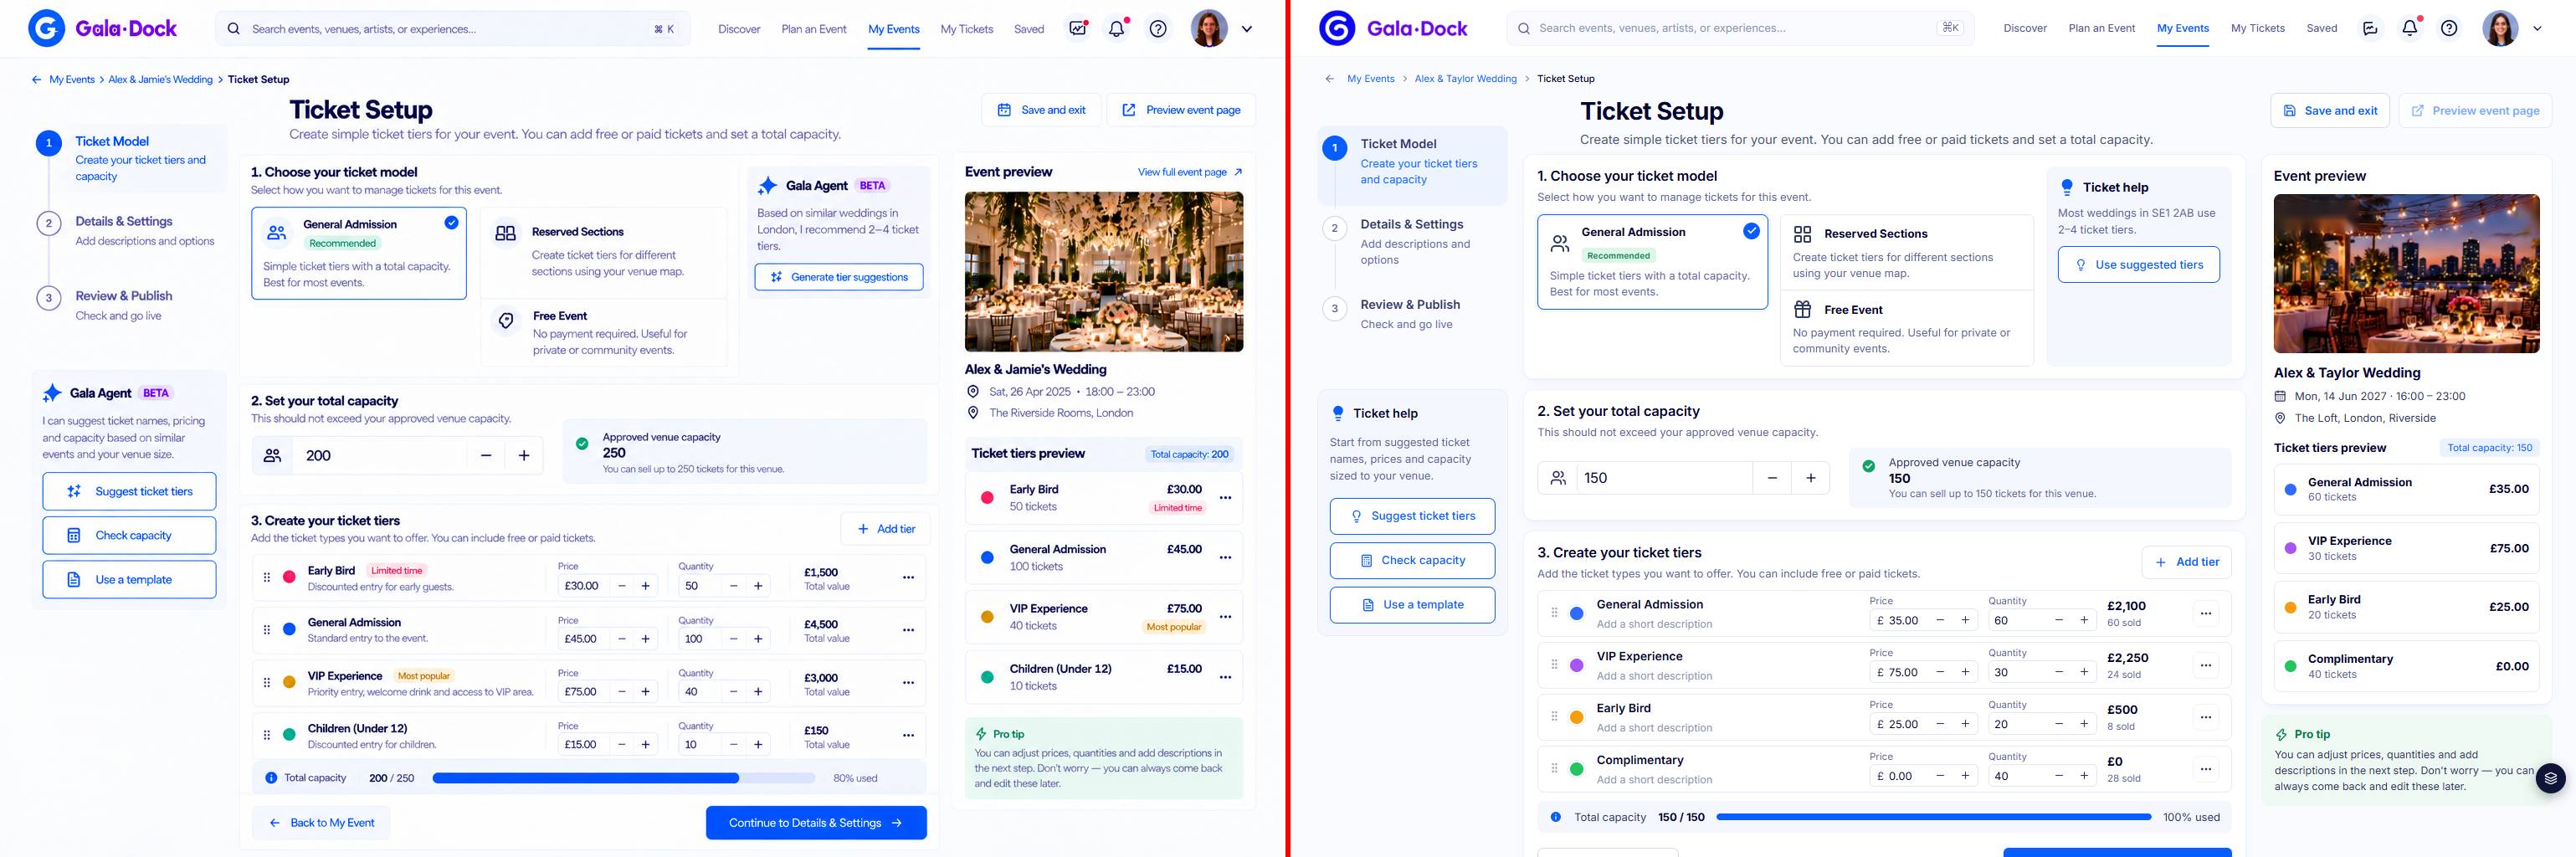 Gala·Dock
Search events, venues, artists, or experiences...
⌘ K
Discover
Plan an Event
My Events
My Tickets
Saved
My Events > Alex & Jamie's Wedding > Ticket Setup
Ticket Setup
Create simple ticket tiers for your event. You can add free or paid tickets and set a total capacity.
Save and exit
Preview event page
1
Ticket Model
Create your ticket tiers and
capacity
2
Details & Settings
Add descriptions and options
3
Review & Publish
Check and go live
Gala Agent BETA
I can suggest ticket names, pricing
and capacity based on similar
events and your venue size.
Suggest ticket tiers
Check capacity
Use a template
1. Choose your ticket model
Select how you want to manage tickets for this event.
General Admission
Recommended
Simple ticket tiers with a total capacity.
Best for most events.
Reserved Sections
Create ticket tiers for different
sections using your venue map.
Free Event
No payment required. Useful for
private or community events.
Gala Agent BETA
Based on similar weddings in
London, I recommend 2–4 ticket
tiers.
Generate tier suggestions
2. Set your total capacity
This should not exceed your approved venue capacity.
200
Approved venue capacity
250
You can sell up to 250 tickets for this venue.
3. Create your ticket tiers
Add the ticket types you want to offer. You can include free or paid tickets.
Add tier
Early Bird Limited time
Discounted entry for early guests.
Price
£30.00
Quantity
50
£1,500
Total value
General Admission
Standard entry to the event.
Price
£45.00
Quantity
100
£4,500
Total value
VIP Experience Most popular
Priority entry, welcome drink and access to VIP area.
Price
£75.00
Quantity
40
£3,000
Total value
Children (Under 12)
Discounted entry for children.
Price
£15.00
Quantity
10
£150
Total value
Total capacity 200 / 250 80% used
Back to My Event
Continue to Details & Settings
Event preview
View full event page
Alex & Jamie's Wedding
Sat, 26 Apr 2025 • 18:00 – 23:00
The Riverside Rooms, London
Ticket tiers preview
Total capacity: 200
Early Bird £30.00
50 tickets Limited time
General Admission £45.00
100 tickets
VIP Experience £75.00
40 tickets Most popular
Children (Under 12) £15.00
10 tickets
Pro tip
You can adjust prices, quantities and add descriptions in
the next step. Don't worry — you can always come back
and edit these later.
Gala·Dock
Search events, venues, artists, or experiences...
⌘K
Discover
Plan an Event
My Events
My Tickets
Saved
My Events > Alex & Taylor Wedding > Ticket Setup
Ticket Setup
Create simple ticket tiers for your event. You can add free or paid tickets and set a total capacity.
Save and exit
Preview event page
1
Ticket Model
Create your ticket tiers
and capacity
2
Details & Settings
Add descriptions and
options
3
Review & Publish
Check and go live
Ticket help
Start from suggested ticket
names, prices and capacity
sized to your venue.
Suggest ticket tiers
Check capacity
Use a template
1. Choose your ticket model
Select how you want to manage tickets for this event.
General Admission
Recommended
Simple ticket tiers with a total capacity.
Best for most events.
Reserved Sections
Create ticket tiers for different sections
using your venue map.
Free Event
No payment required. Useful for private or
community events.
Ticket help
Most weddings in SE1 2AB use
2–4 ticket tiers.
Use suggested tiers
2. Set your total capacity
This should not exceed your approved venue capacity.
150
Approved venue capacity
150
You can sell up to 150 tickets for this venue.
3. Create your ticket tiers
Add the ticket types you want to offer. You can include free or paid tickets.
Add tier
General Admission
Add a short description
Price
£ 35.00
Quantity
60
£2,100
60 sold
VIP Experience
Add a short description
Price
£ 75.00
Quantity
30
£2,250
24 sold
Early Bird
Add a short description
Price
£ 25.00
Quantity
20
£500
8 sold
Complimentary
Add a short description
Price
£ 0.00
Quantity
40
£0
28 sold
Total capacity 150 / 150 100% used
Event preview
Alex & Taylor Wedding
Mon, 14 Jun 2027 · 16:00 – 23:00
The Loft, London, Riverside
Ticket tiers preview
Total capacity: 150
General Admission £35.00
60 tickets
VIP Experience £75.00
30 tickets
Early Bird £25.00
20 tickets
Complimentary £0.00
40 tickets
Pro tip
You can adjust prices, quantities and add
descriptions in the next step. Don't worry — you can
always come back and edit these later.